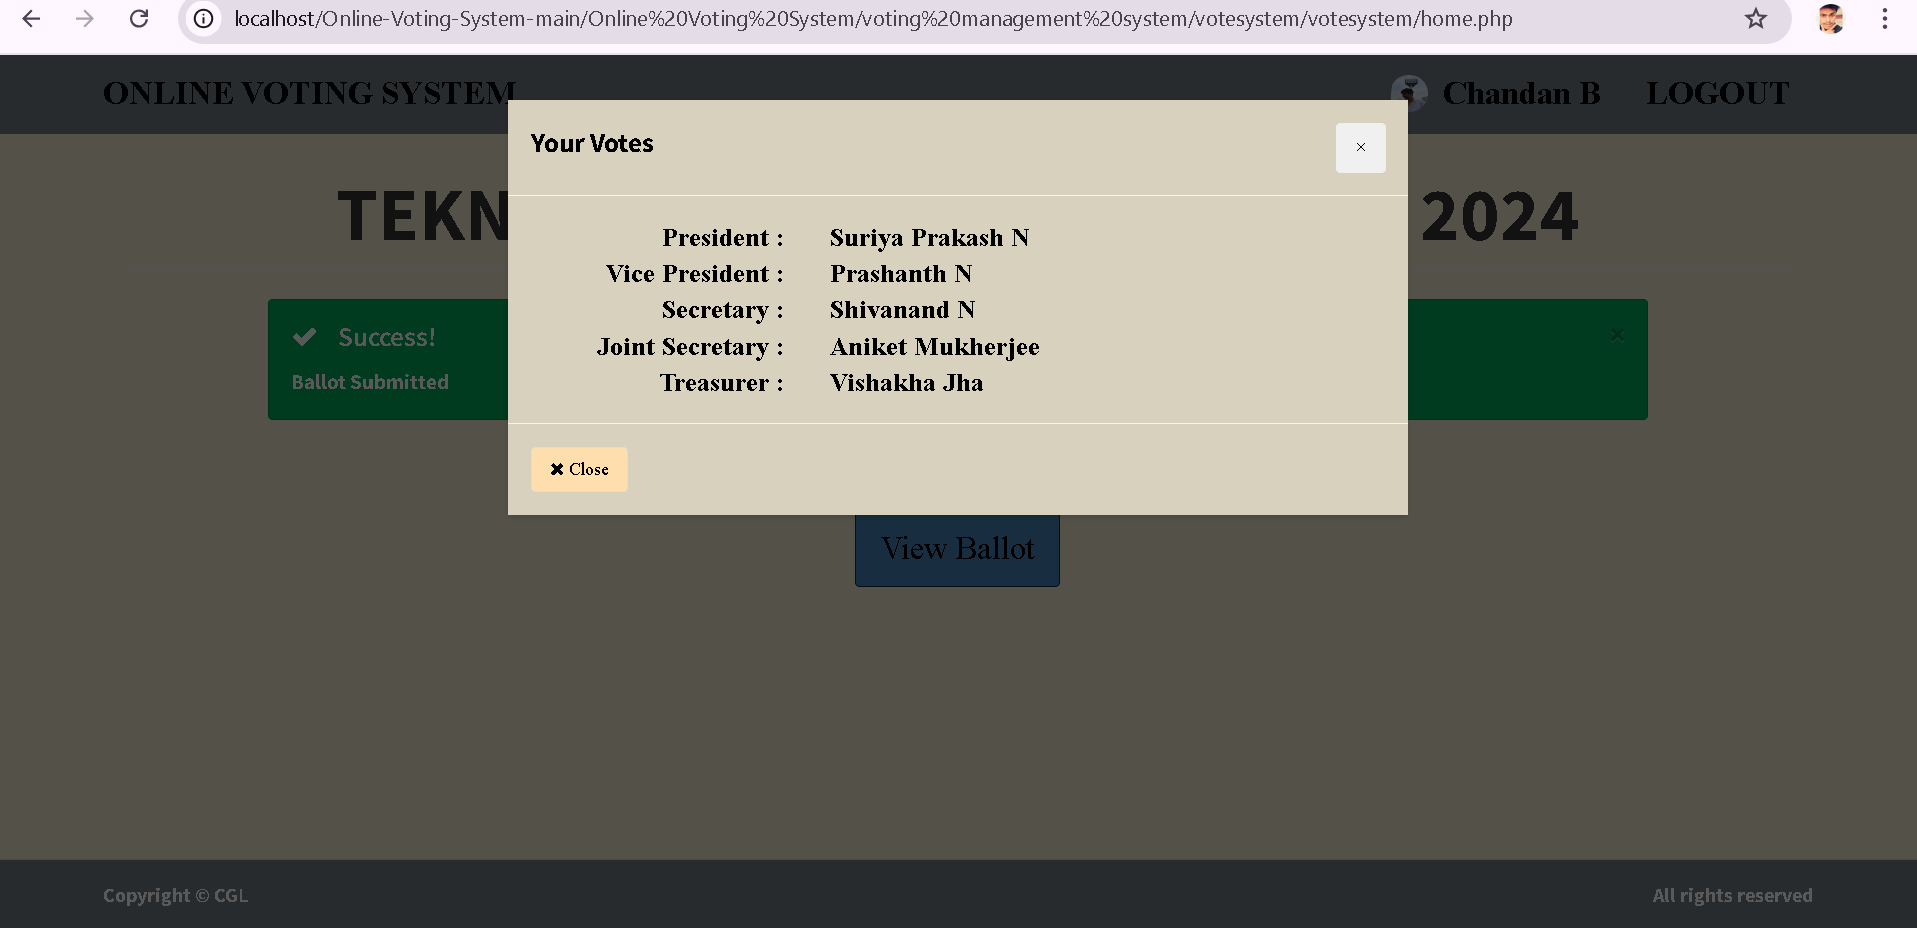 localhost/Online-Voting-System-main/Online%20Voting%20System/voting%20management%20system/votesystem/votesystem/home.php
ONLINE VOTING SYSTEM
Chandan B
LOGOUT
Your Votes
×
TEKN
2024
President : Suriya Prakash N
Vice President : Prashanth N
Secretary : Shivanand N
Joint Secretary : Aniket Mukherjee
Treasurer : Vishakha Jha
Success!
×
Ballot Submitted
✖ Close
View Ballot
Copyright © CGL
All rights reserved